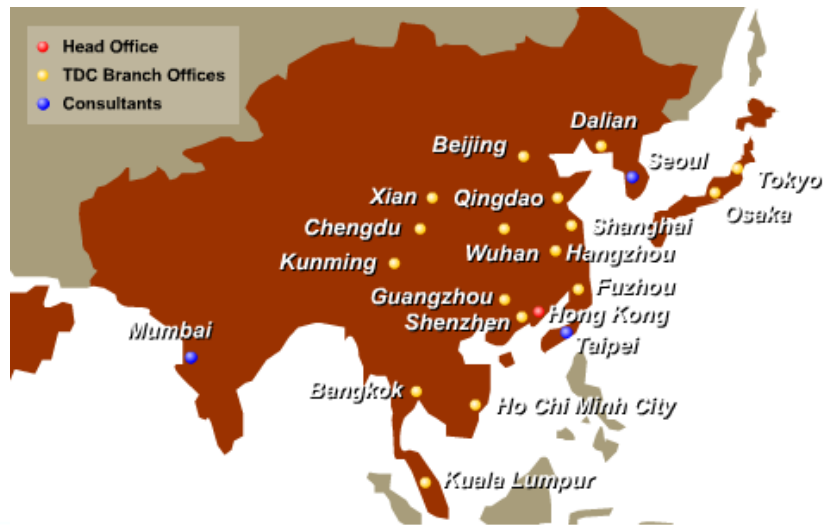 Head Office
TDC Branch Offices
Consultants
Dalian
Beijing
Seoul
Tokyo
Xian
Qingdao
Osaka
Chengdu
Shanghai
Wuhan
Hangzhou
Kunming
Fuzhou
Guangzhou
Hong Kong
Shenzhen
Mumbai
Taipei
Bangkok
Ho Chi Minh City
Kuala Lumpur